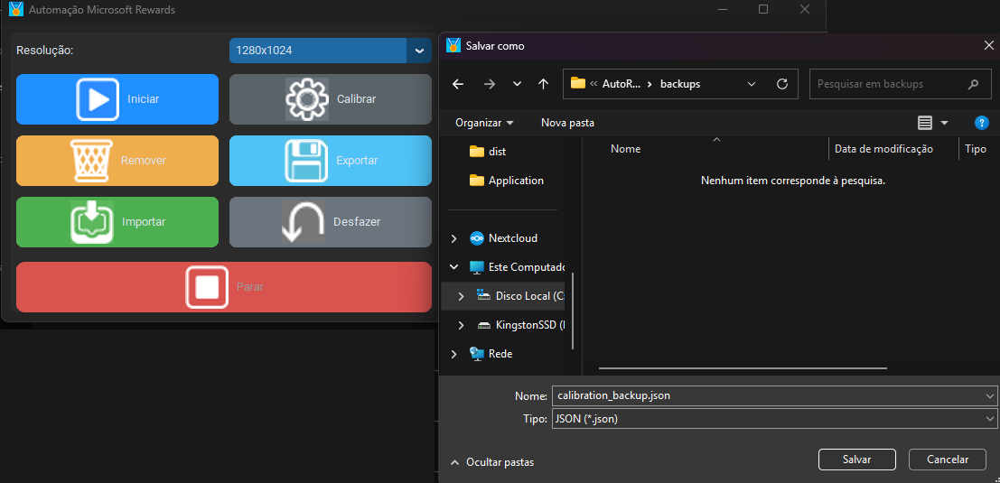 Automação Microsoft Rewards
Resolução:
1280x1024
Iniciar
Calibrar
Remover
Exportar
Importar
Desfazer
Parar
Salvar como
« AutoR... > backups
Pesquisar em backups
Organizar
Nova pasta
dist
Application
Nextcloud
Este Computado
Disco Local (C:
KingstonSSD (
Rede
Nome
Data de modificação
Tipo
Nenhum item corresponde à pesquisa.
Nome: calibration_backup.json
Tipo: JSON (*.json)
Ocultar pastas
Salvar
Cancelar